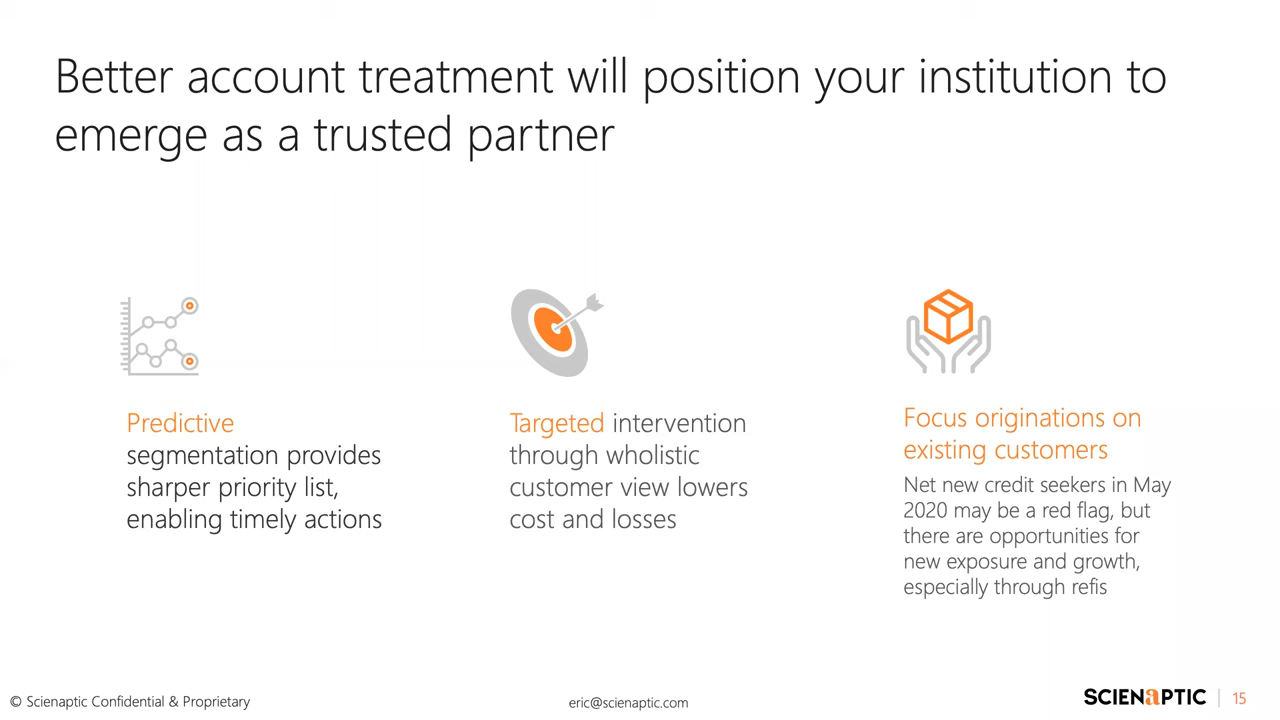 Better account treatment will position your institution to
emerge as a trusted partner
Predictive
segmentation provides
sharper priority list,
enabling timely actions
Targeted intervention
through wholistic
customer view lowers
cost and losses
Focus originations on
existing customers
Net new credit seekers in May
2020 may be a red flag, but
there are opportunities for
new exposure and growth,
especially through refis
© Scienaptic Confidential & Proprietary
eric@scienaptic.com
SCIENAPTIC
15